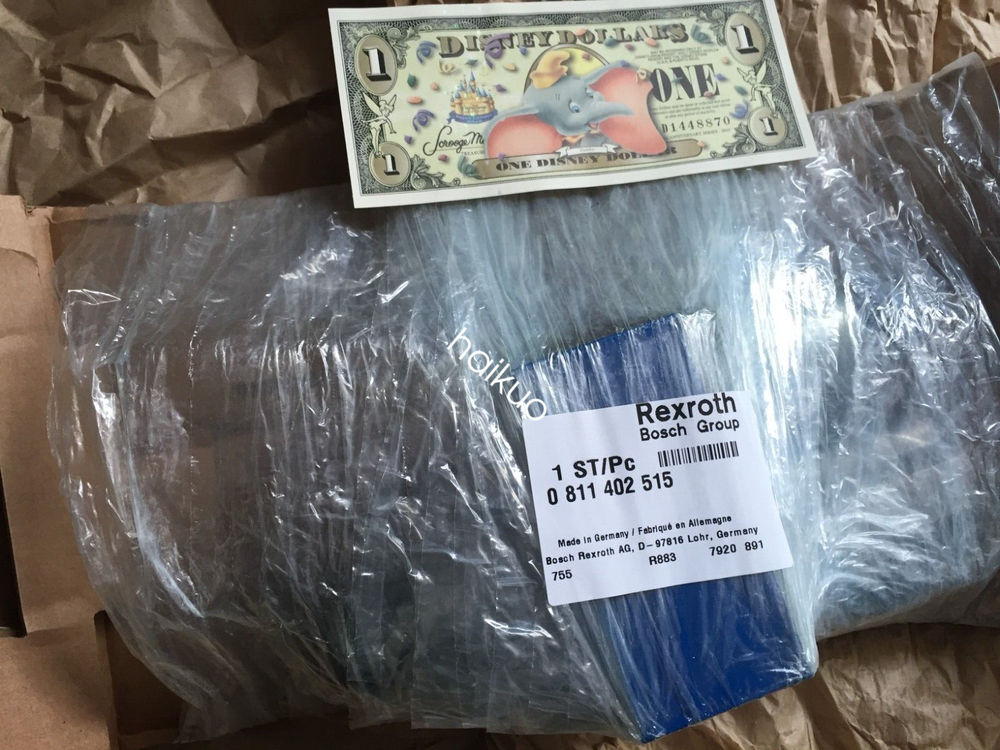 1
DISNEY DOLLARS
1
ONE
D1448870
Scrooge M
1
1
ONE DISNEY DOLLAR
haikuo
Rexroth
Bosch Group
1 ST/Pc
0 811 402 515
Made in Germany / Fabriqué en Allemagne
Bosch Rexroth AG, D-97816 Lohr, Germany
755 R883 7920 891